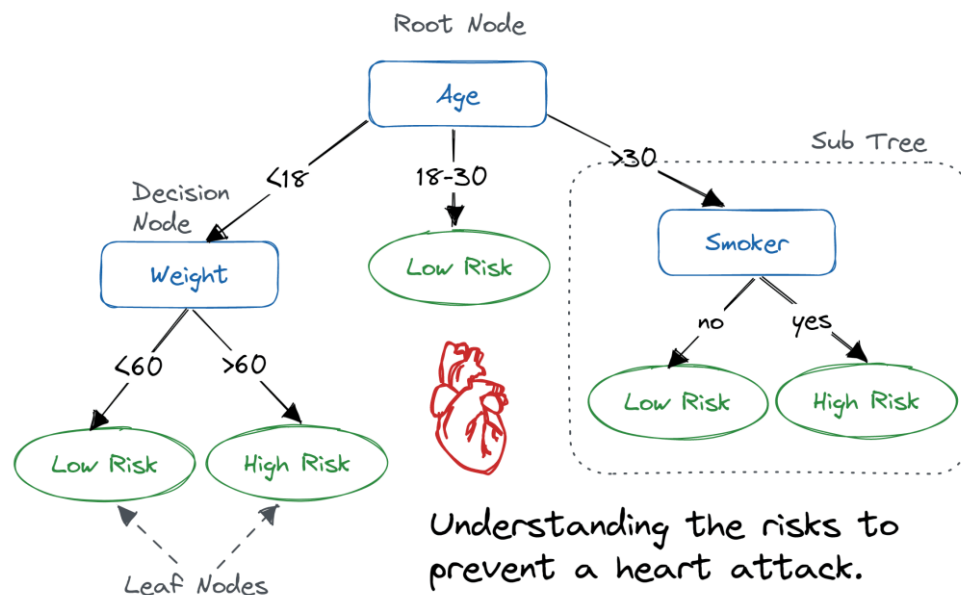 Root Node
Age
Sub Tree
<18
18-30
>30
Decision
Node
Weight
Low Risk
Smoker
<60
>60
no
yes
Low Risk
High Risk
Low Risk
High Risk
Leaf Nodes
Understanding the risks to
prevent a heart attack.